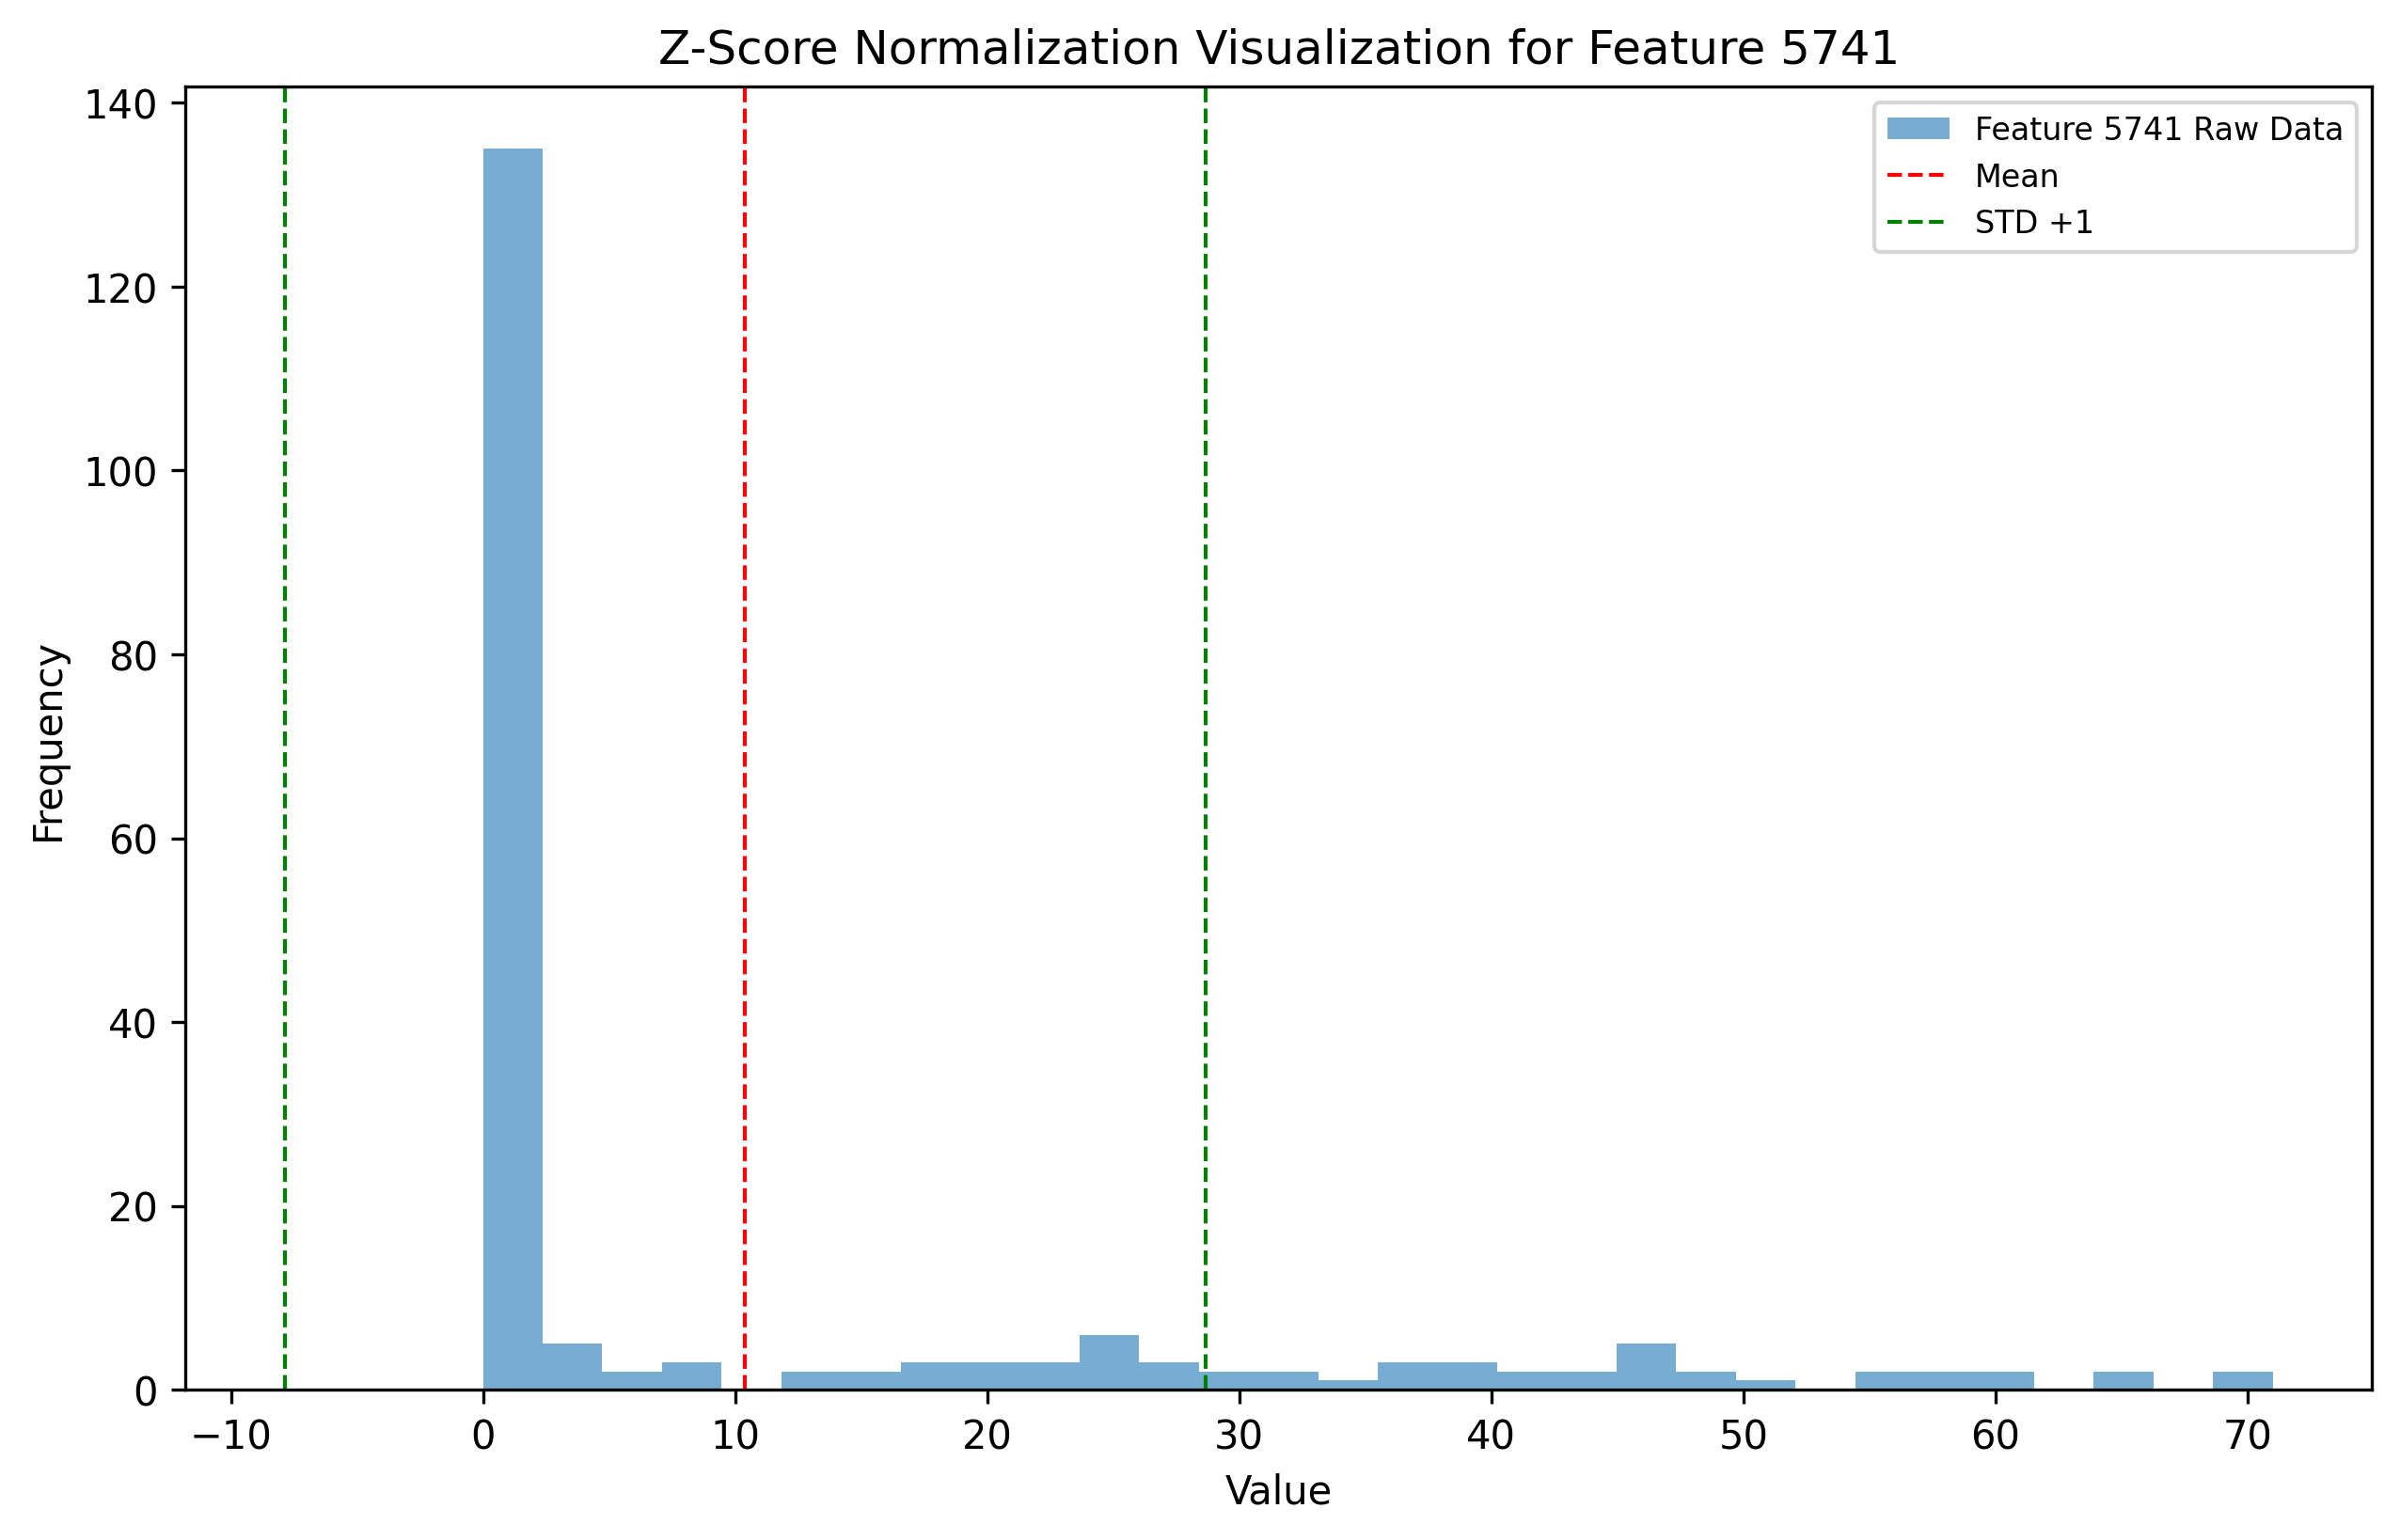 Z-Score Normalization Visualization for Feature 5741
Feature 5741 Raw Data
Mean
STD +1
Frequency
140
120
100
80
60
40
20
0
−10 0 10 20 30 40 50 60 70
Value